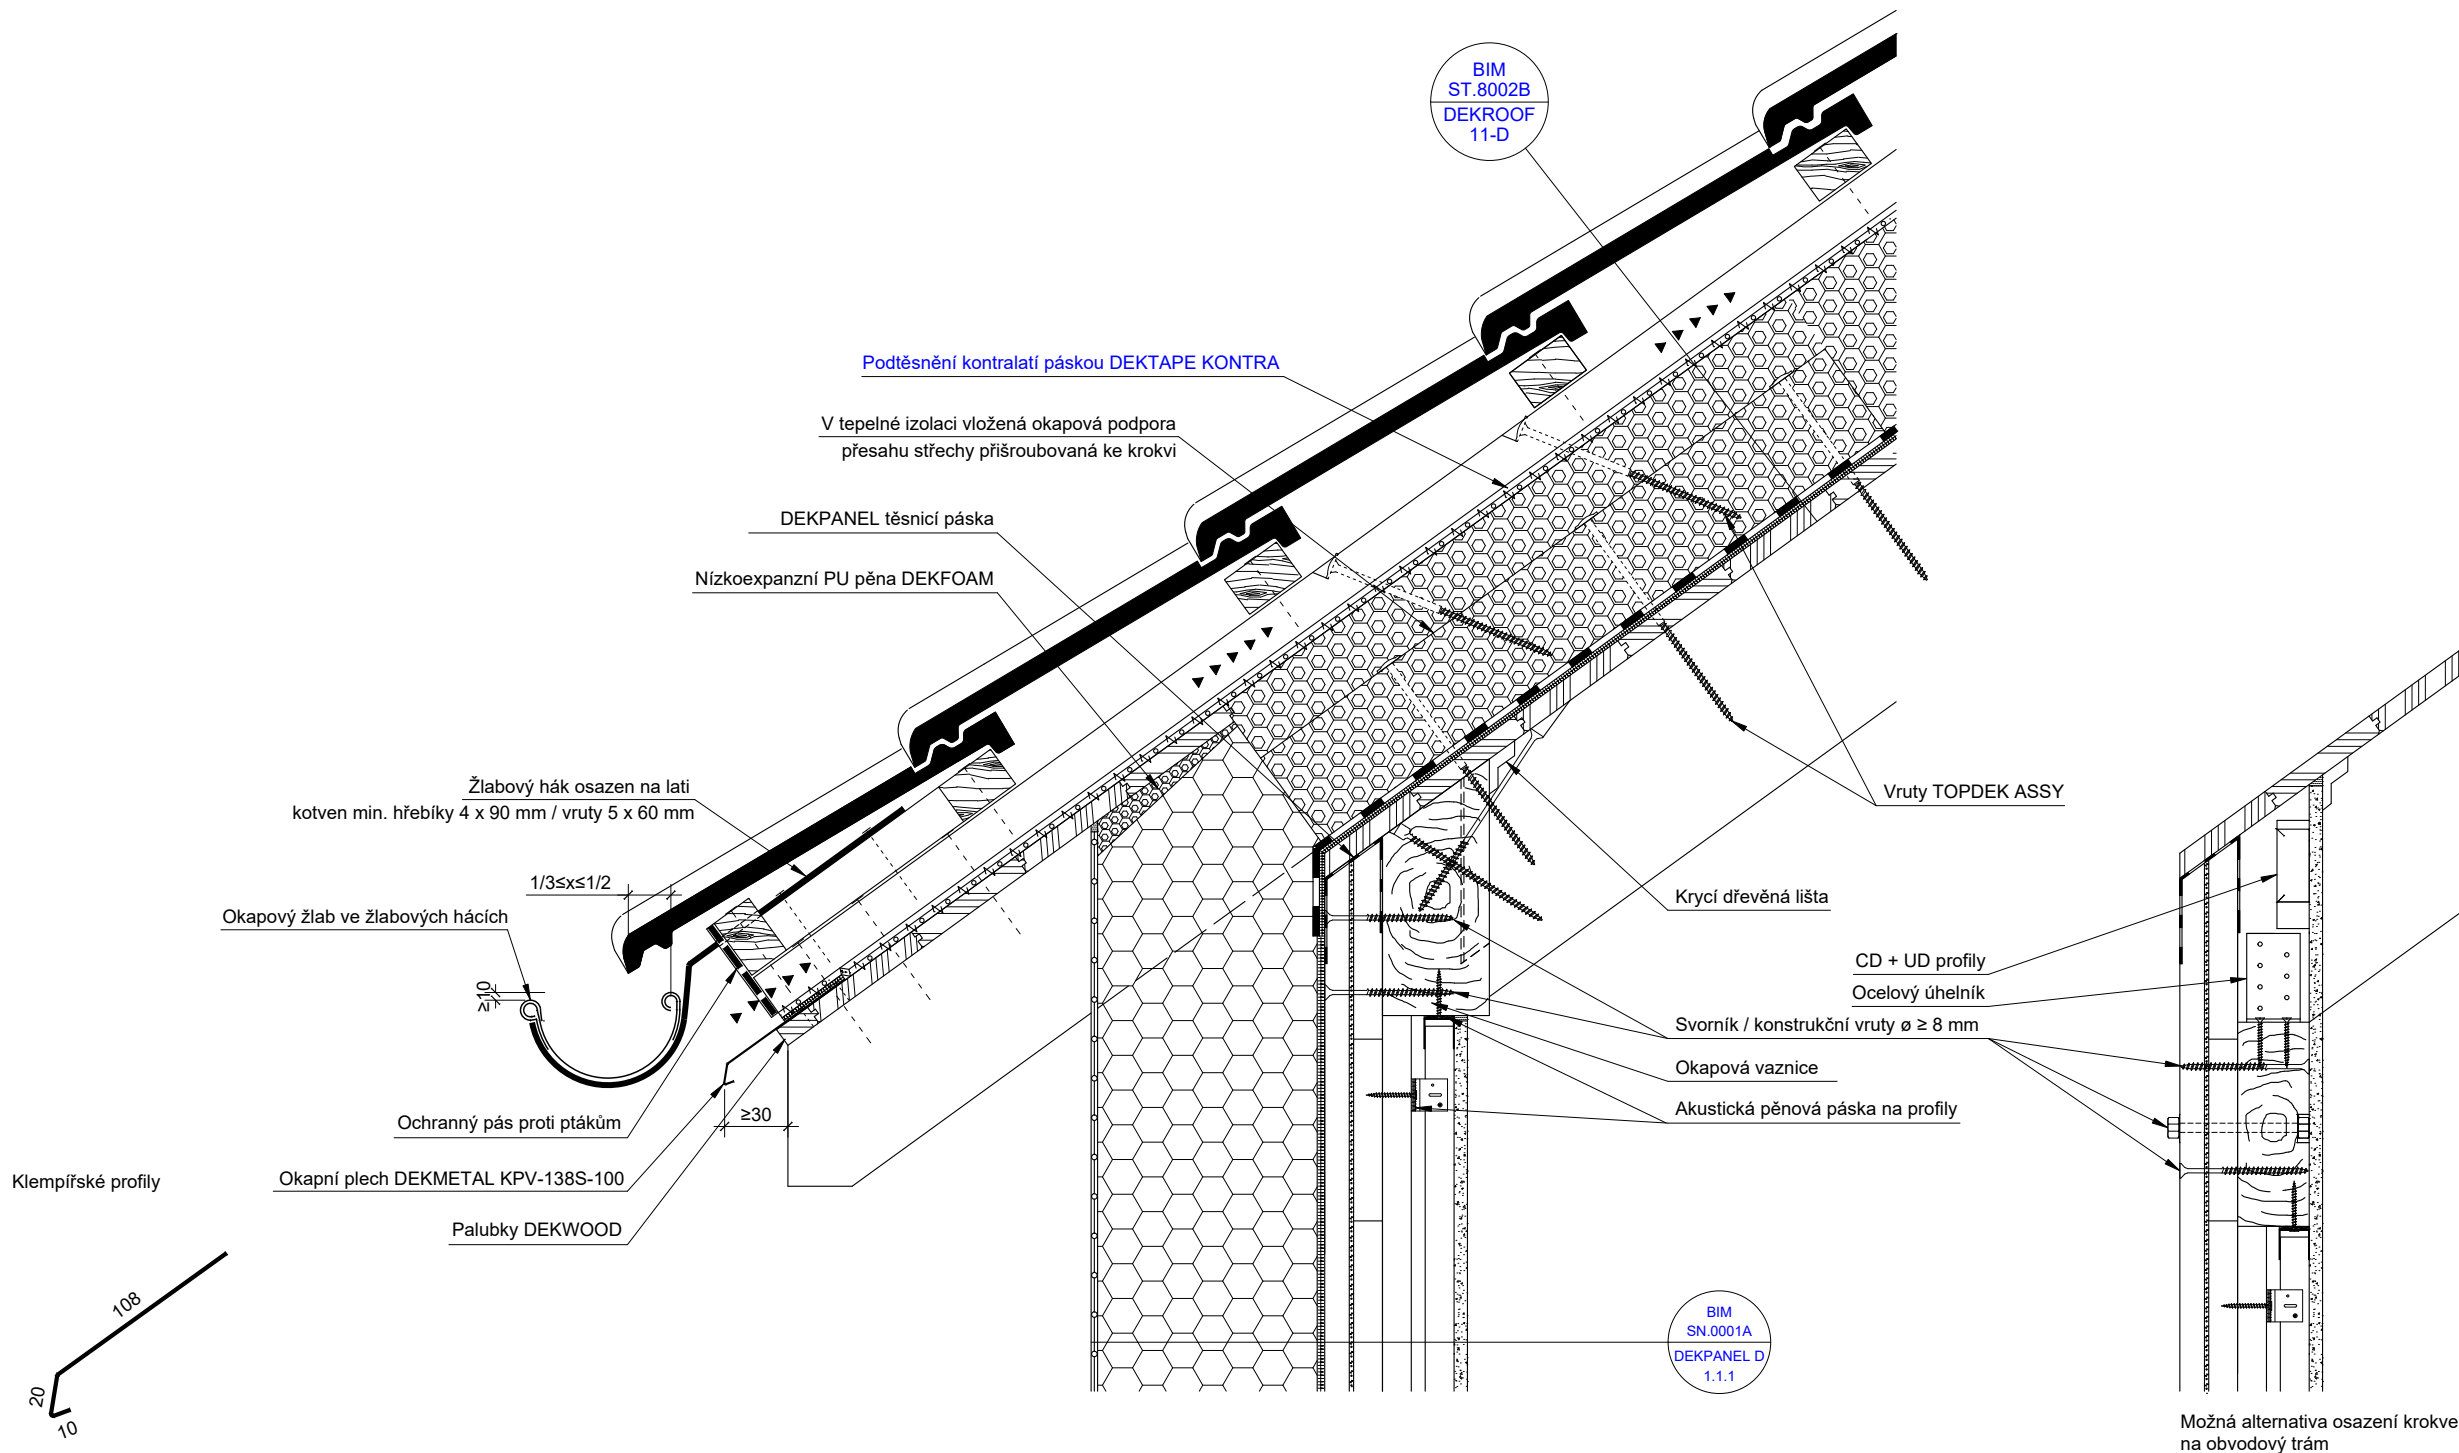 BIM
ST.8002B
DEKROOF
11-D
Podtěsnění kontralatí páskou DEKTAPE KONTRA
V tepelné izolaci vložená okapová podpora
přesahu střechy přišroubovaná ke krokvi
DEKPANEL těsnicí páska
Nízkoexpanzní PU pěna DEKFOAM
Žlabový hák osazen na lati
kotven min. hřebíky 4 x 90 mm / vruty 5 x 60 mm
Vruty TOPDEK ASSY
1/3≤x≤1/2
Okapový žlab ve žlabových hácích
Krycí dřevěná lišta
≥10
CD + UD profily
Ocelový úhelník
Svorník / konstrukční vruty ø ≥ 8 mm
Okapová vaznice
Akustická pěnová páska na profily
≥30
Ochranný pás proti ptákům
Okapní plech DEKMETAL KPV-138S-100
Klempířské profily
Palubky DEKWOOD
108
20
10
BIM
SN.0001A
DEKPANEL D
1.1.1
Možná alternativa osazení krokve
na obvodový trám